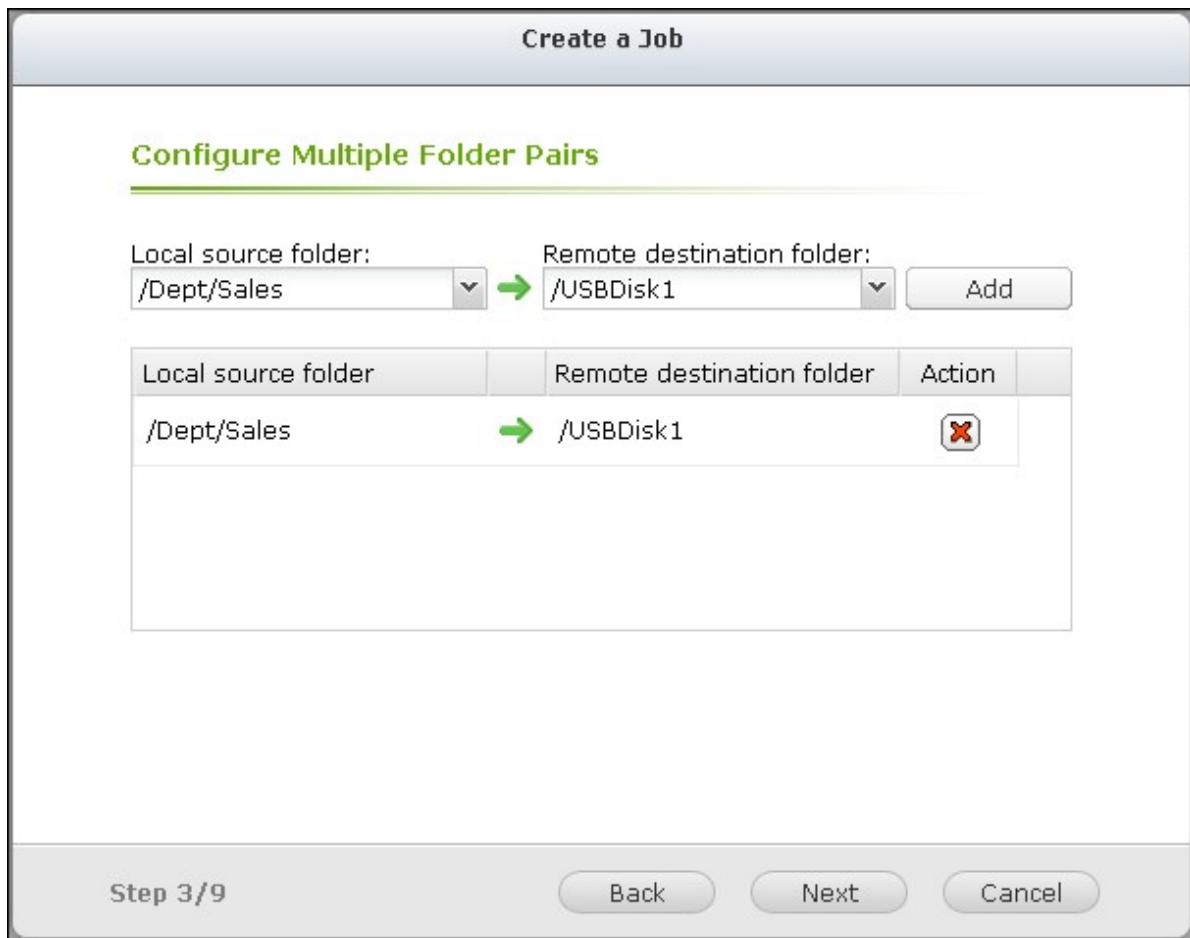 Create a Job
Configure Multiple Folder Pairs
Local source folder: Remote destination folder:
/Dept/Sales /USBDisk1 Add
Local source folder Remote destination folder Action
/Dept/Sales /USBDisk1
Step 3/9 Back Next Cancel